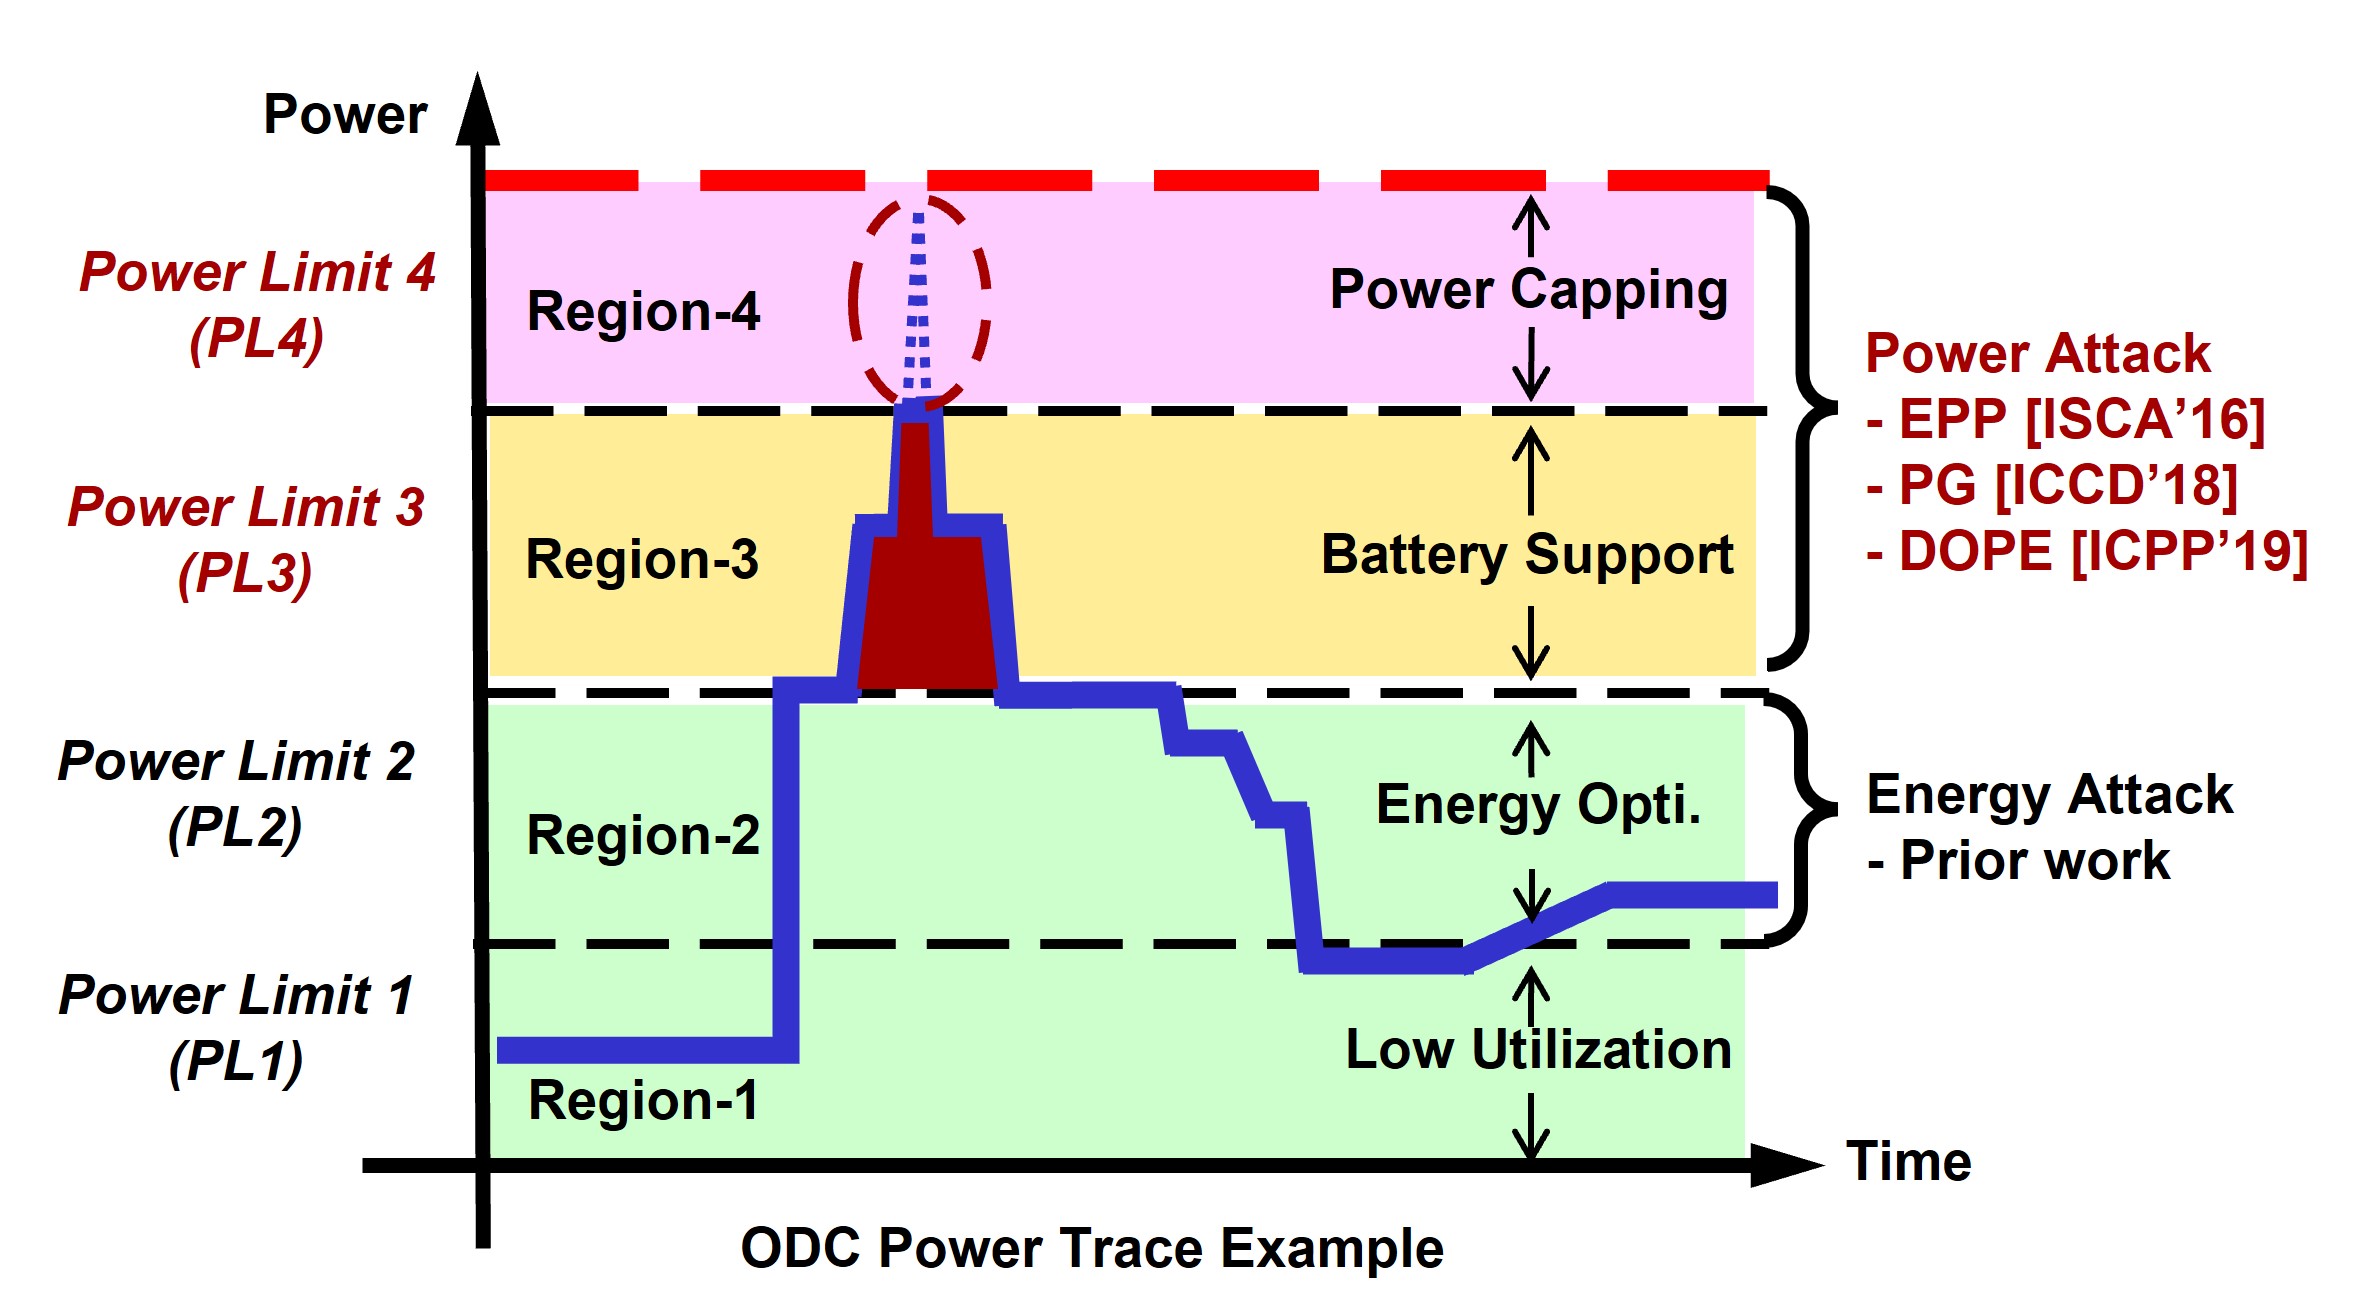 Power
Power Limit 4
(PL4)
Region-4
Power Capping
Power Attack
- EPP [ISCA’16]
- PG [ICCD’18]
- DOPE [ICPP’19]
Power Limit 3
(PL3)
Region-3
Battery Support
Power Limit 2
(PL2)
Region-2
Energy Opti.
Energy Attack
- Prior work
Power Limit 1
(PL1)
Region-1
Low Utilization
Time
ODC Power Trace Example